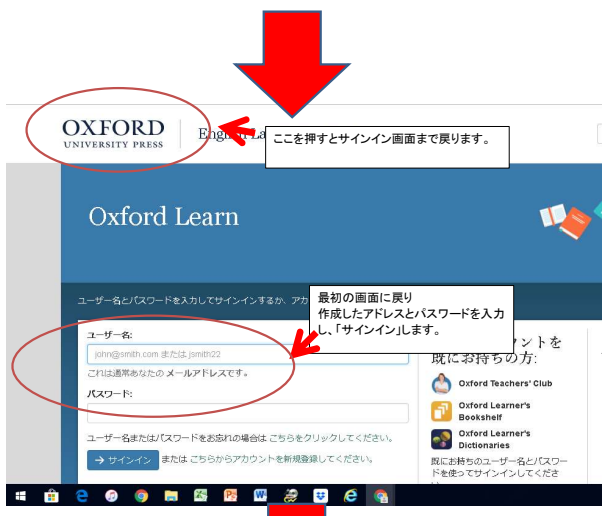 OXFORD
UNIVERSITY PRESS
English La
ここを押すとサインイン画面まで戻ります。
Oxford Learn
ユーザー名とパスワードを入力してサインインするか、アカ
最初の画面に戻り
作成したアドレスとパスワードを入力
し、「サインイン」します。
ユーザー名:
john@smith.com または jsmith22
これは通常あなたの メールアドレスです。
パスワード:
ユーザー名またはパスワードをお忘れの場合は こちらをクリックしてください。
サインイン または こちらからアカウントを新規登録してください。
ントを
既にお持ちの方:
Oxford Teachers' Club
Oxford Learner's
Bookshelf
Oxford Learner's
Dictionaries
既にお持ちのユーザー名とパスワー
ドを使ってサインインしてくださ